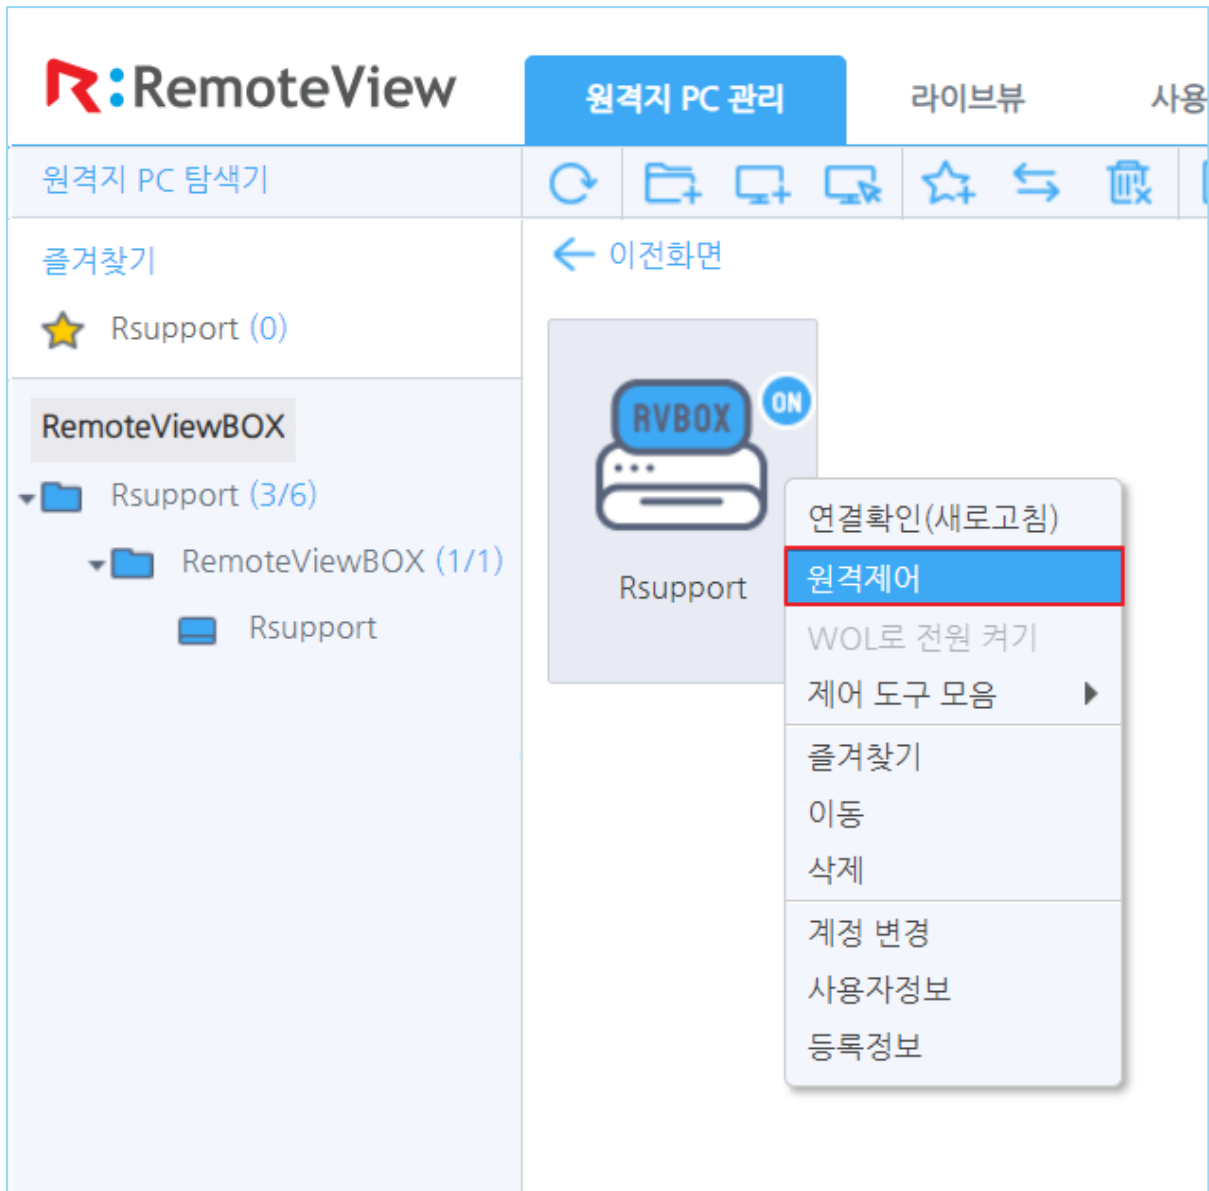 R:RemoteView
원격지 PC 관리
라이브뷰
사용
원격지 PC 탐색기
즐겨찾기
Rsupport (0)
RemoteViewBOX
Rsupport (3/6)
RemoteViewBOX (1/1)
Rsupport
이전화면
RVBOX
ON
Rsupport
연결확인(새로고침)
원격제어
WOL로 전원 켜기
제어 도구 모음
즐겨찾기
이동
삭제
계정 변경
사용자정보
등록정보